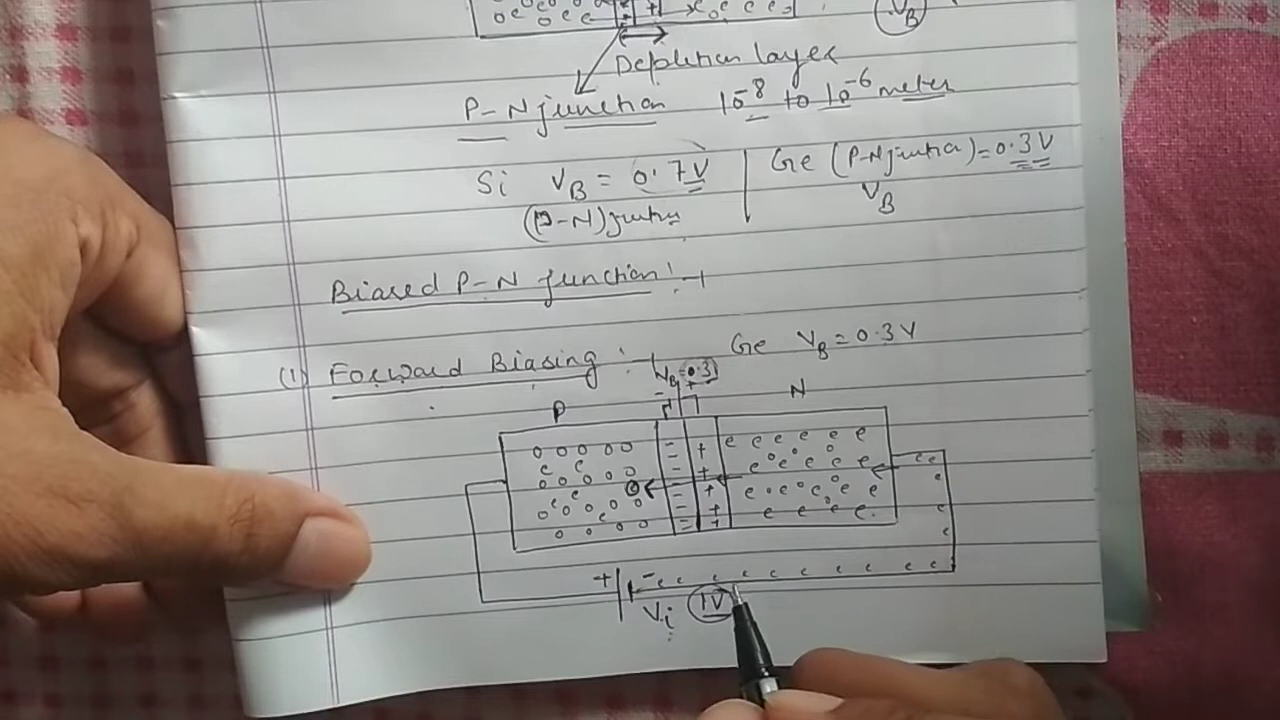 V_B
Depletion layer
P-N junction 10^-8 to 10^-6 meter
Si V_B = 0.7V | Ge (P-N junction) = 0.3V
(P-N) junction V_B
Biased P-N junction :-
(1) Forward Biasing :- Ge V_B = 0.3V
V_B = 0.3
- +
P N
+ -
V_i 1V